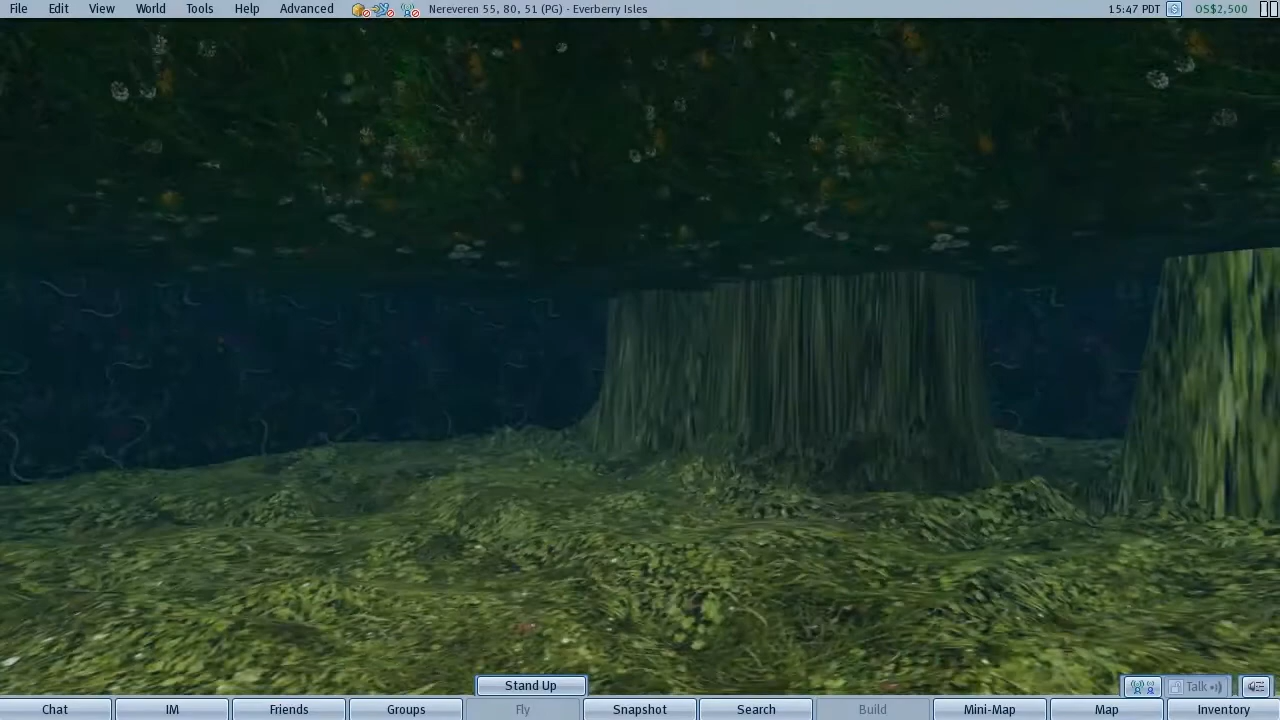 File Edit View World Tools Help Advanced Nereveren 55, 80, 51 (PG) - Everberry Isles 15:47 PDT OS$2,500
Stand Up Talk
Chat IM Friends Groups Fly Snapshot Search Build Mini-Map Map Inventory